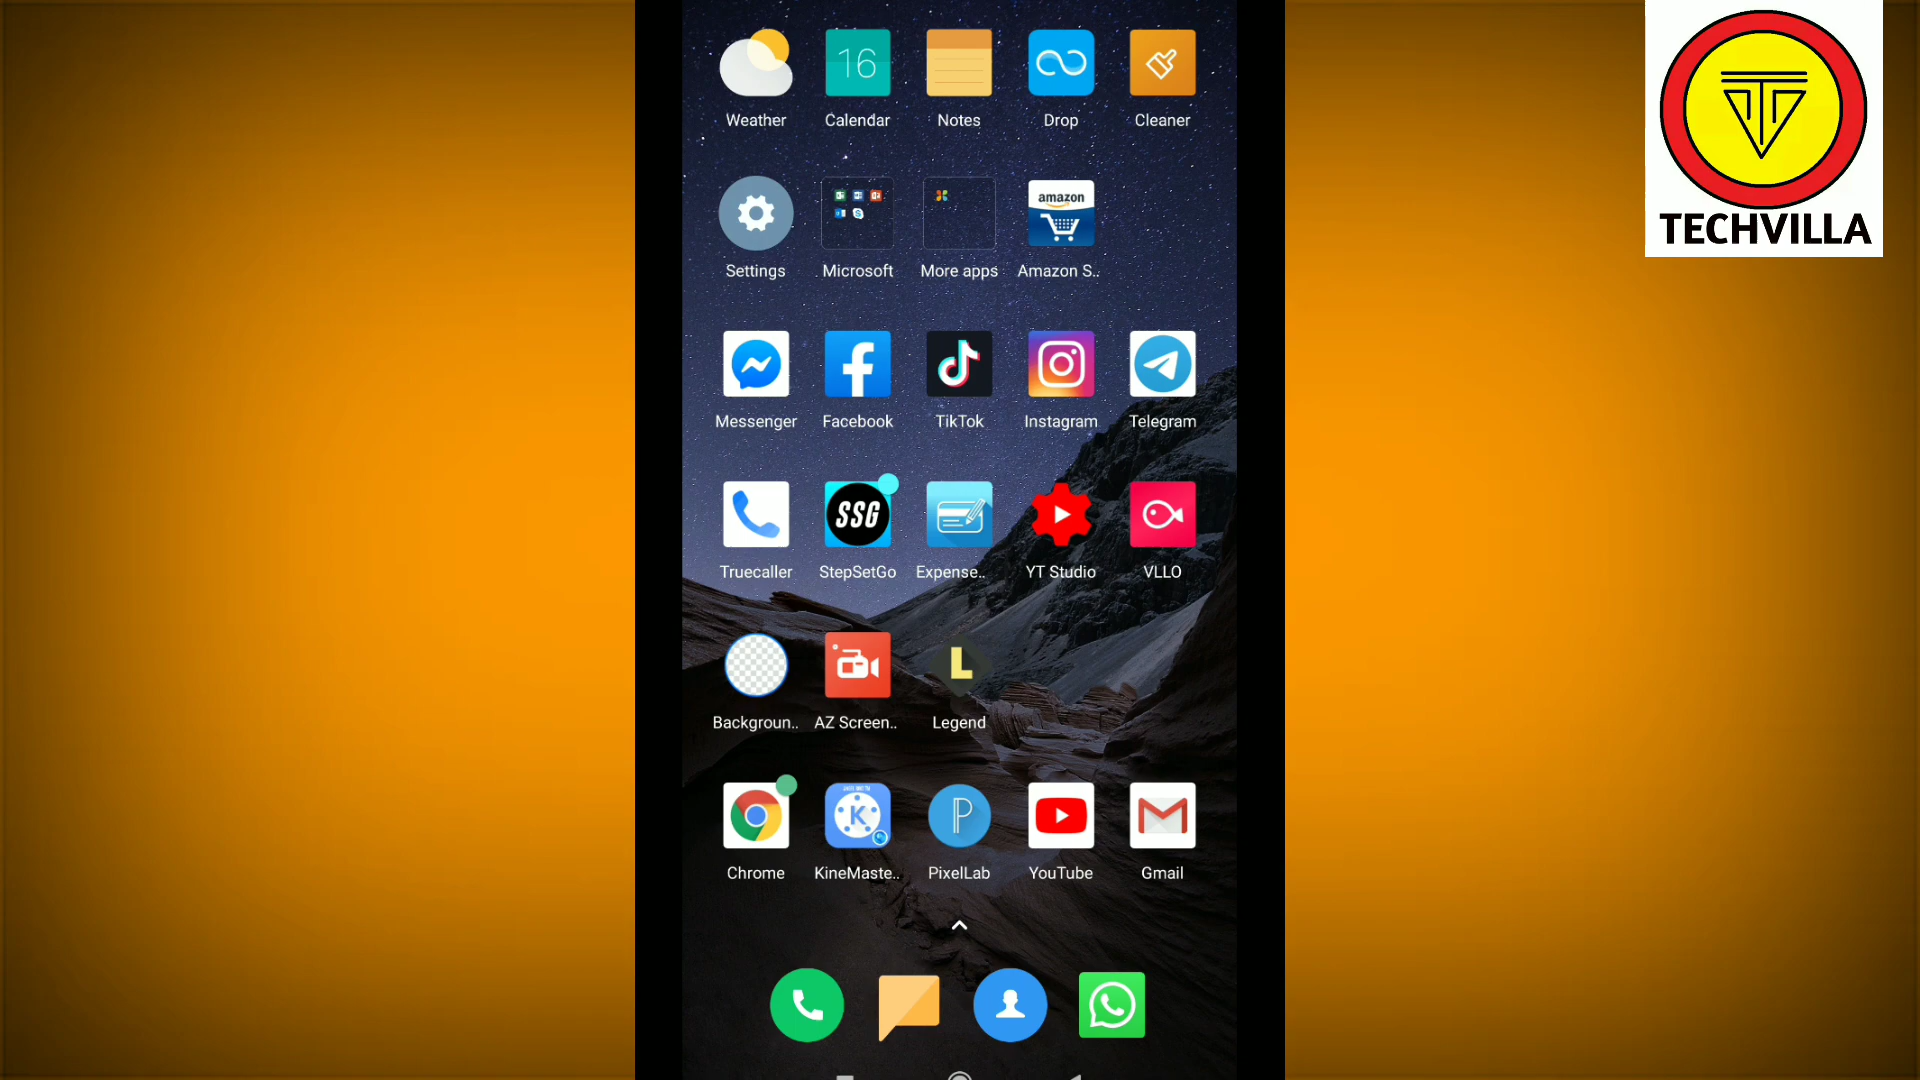 16
Weather Calendar Notes Drop Cleaner
amazon
Settings Microsoft More apps Amazon S..
Messenger Facebook TikTok Instagram Telegram
SSG
Truecaller StepSetGo Expense.. YT Studio VLLO
L
Backgroun.. AZ Screen.. Legend
K P
Chrome KineMaste.. PixelLab YouTube Gmail
TECHVILLA